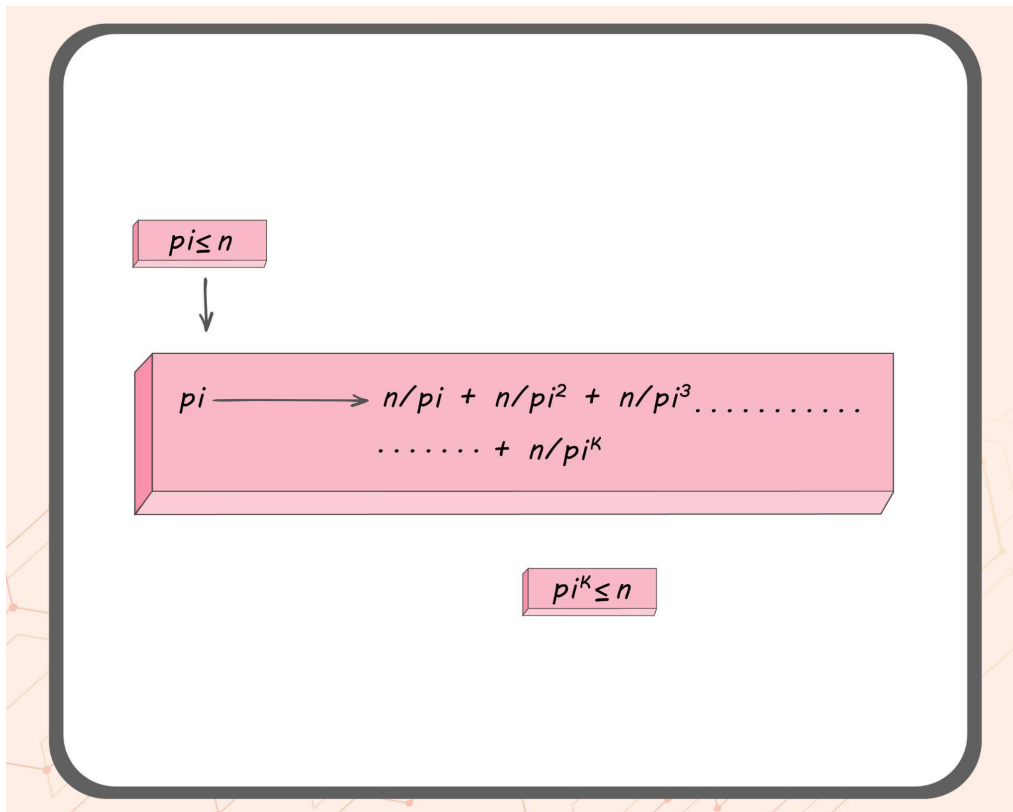 pi ≤ n
pi → n/pi + n/pi² + n/pi³...........
....... + n/piᴷ
piᴷ ≤ n